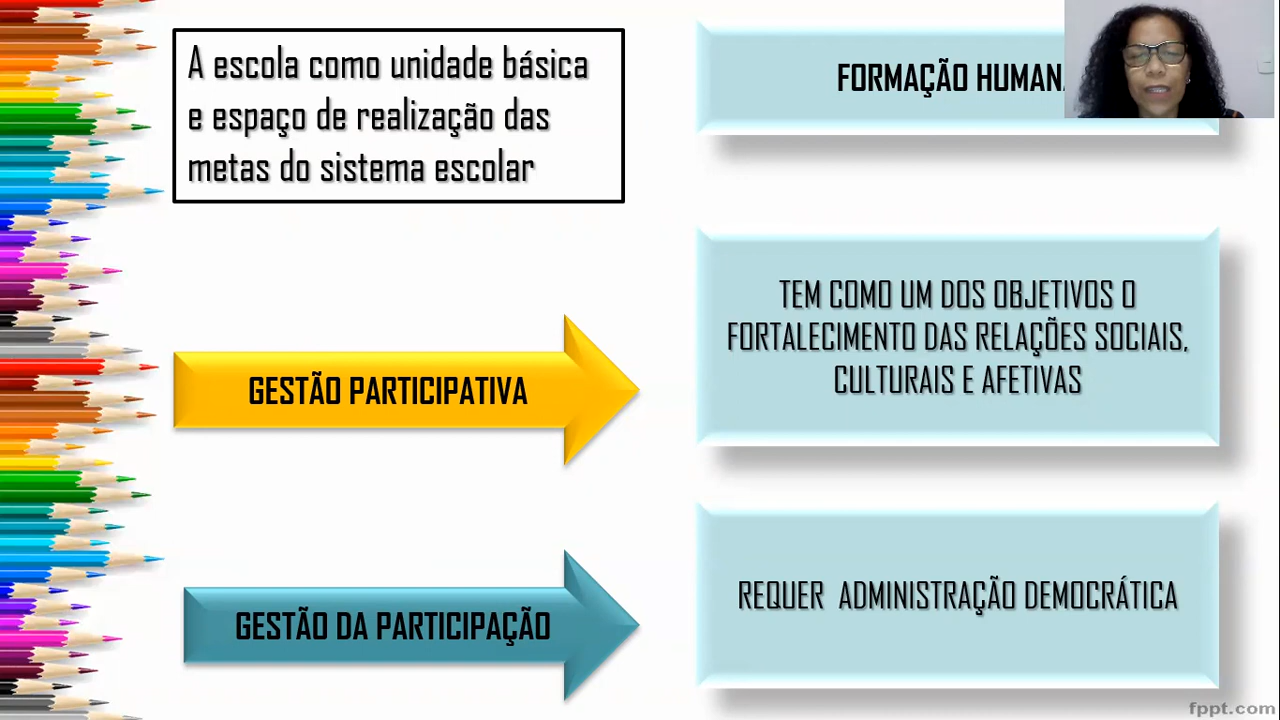 A escola como unidade básica
e espaço de realização das
metas do sistema escolar
FORMAÇÃO
TEM COMO UM DOS OBJETIVOS O
FORTALECIMENTO DAS RELAÇÕES SOCIAIS,
CULTURAIS E AFETIVAS
GESTÃO PARTICIPATIVA
REQUER ADMINISTRAÇÃO DEMOCRÁTICA
GESTÃO DA PARTICIPAÇÃO
fppt.com